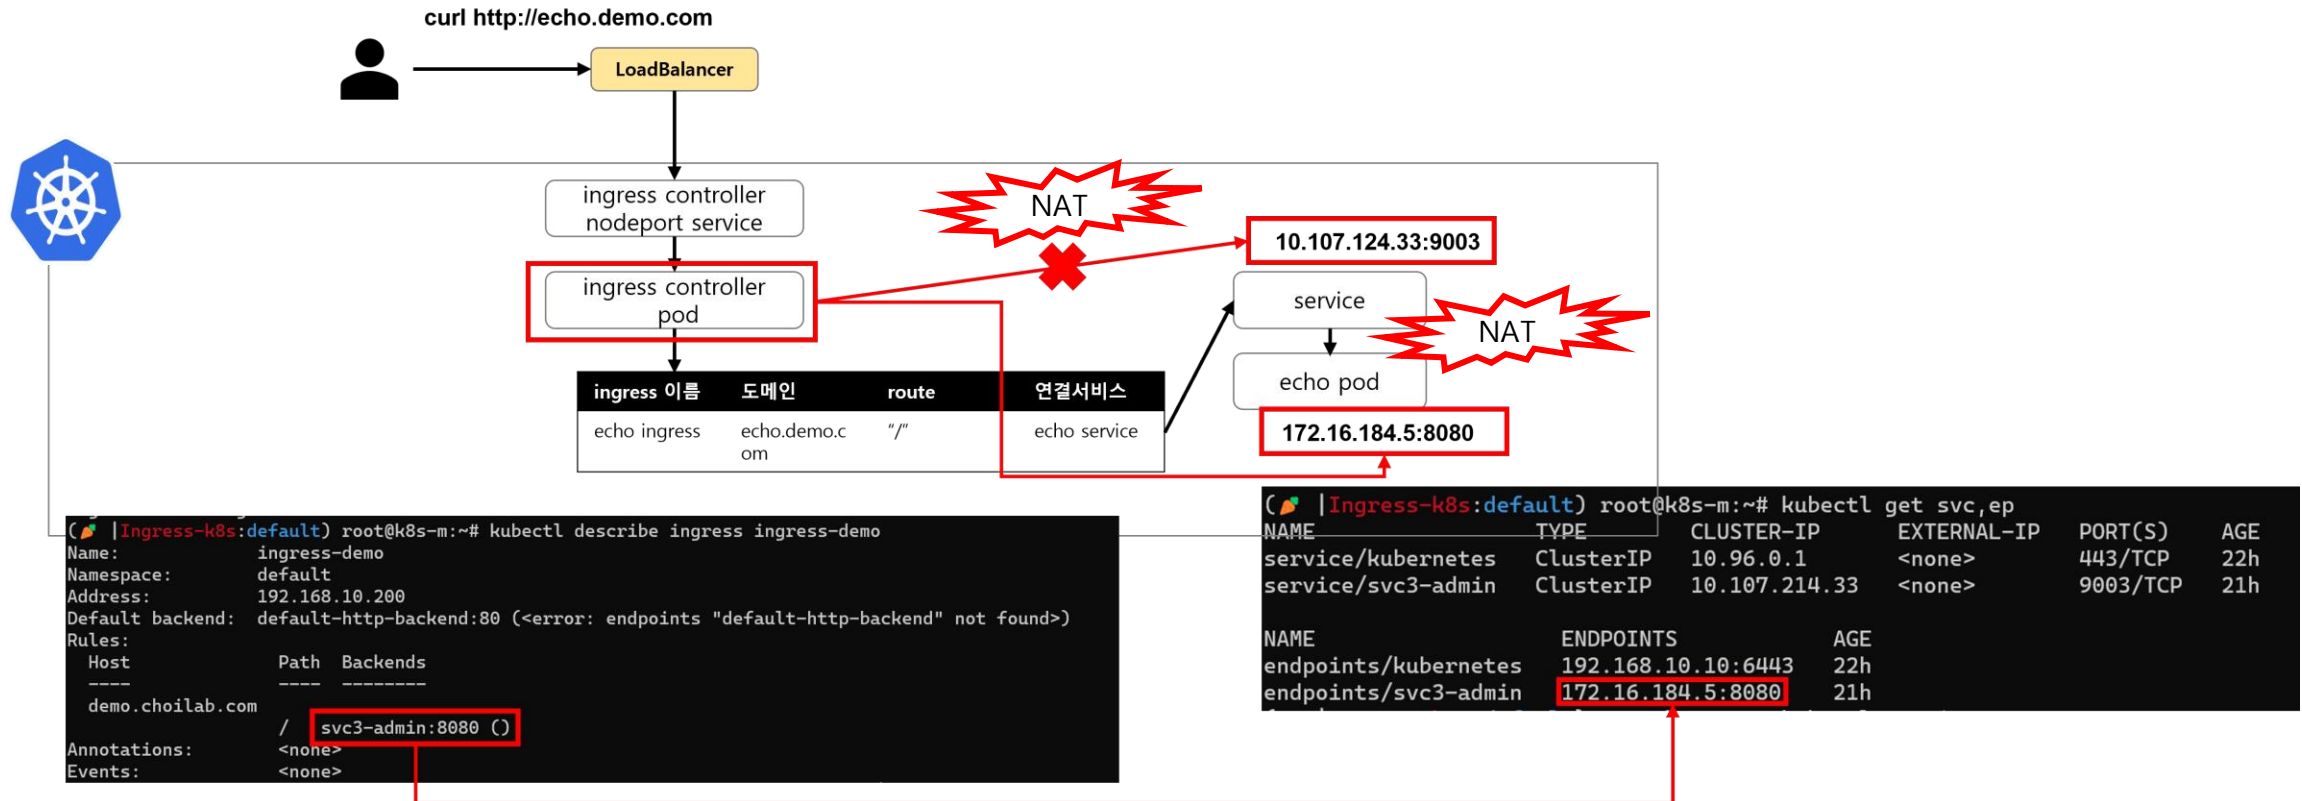 curl http://echo.demo.com
LoadBalancer
ingress controller
nodeport service
NAT
10.107.124.33:9003
ingress controller
pod
service
NAT
echo pod
172.16.184.5:8080
ingress 이름 도메인 route 연결서비스
echo ingress echo.demo.c "/" echo service
om
(|Ingress-k8s:default) root@k8s-m:~# kubectl describe ingress ingress-demo
Name: ingress-demo
Namespace: default
Address: 192.168.10.200
Default backend: default-http-backend:80 (<error: endpoints "default-http-backend" not found>)
Rules:
Host Path Backends
---- ---- --------
demo.choilab.com
/ svc3-admin:8080 ()
Annotations: <none>
Events: <none>
(|Ingress-k8s:default) root@k8s-m:~# kubectl get svc,ep
NAME TYPE CLUSTER-IP EXTERNAL-IP PORT(S) AGE
service/kubernetes ClusterIP 10.96.0.1 <none> 443/TCP 22h
service/svc3-admin ClusterIP 10.107.214.33 <none> 9003/TCP 21h
NAME ENDPOINTS AGE
endpoints/kubernetes 192.168.10.10:6443 22h
endpoints/svc3-admin 172.16.184.5:8080 21h